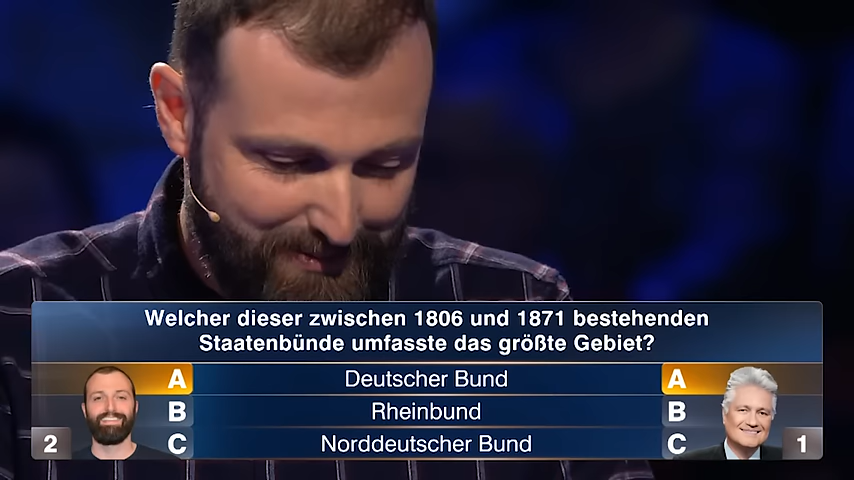 Welcher dieser zwischen 1806 und 1871 bestehenden
Staatenbünde umfasste das größte Gebiet?
A Deutscher Bund A
B Rheinbund B
2 C Norddeutscher Bund C 1